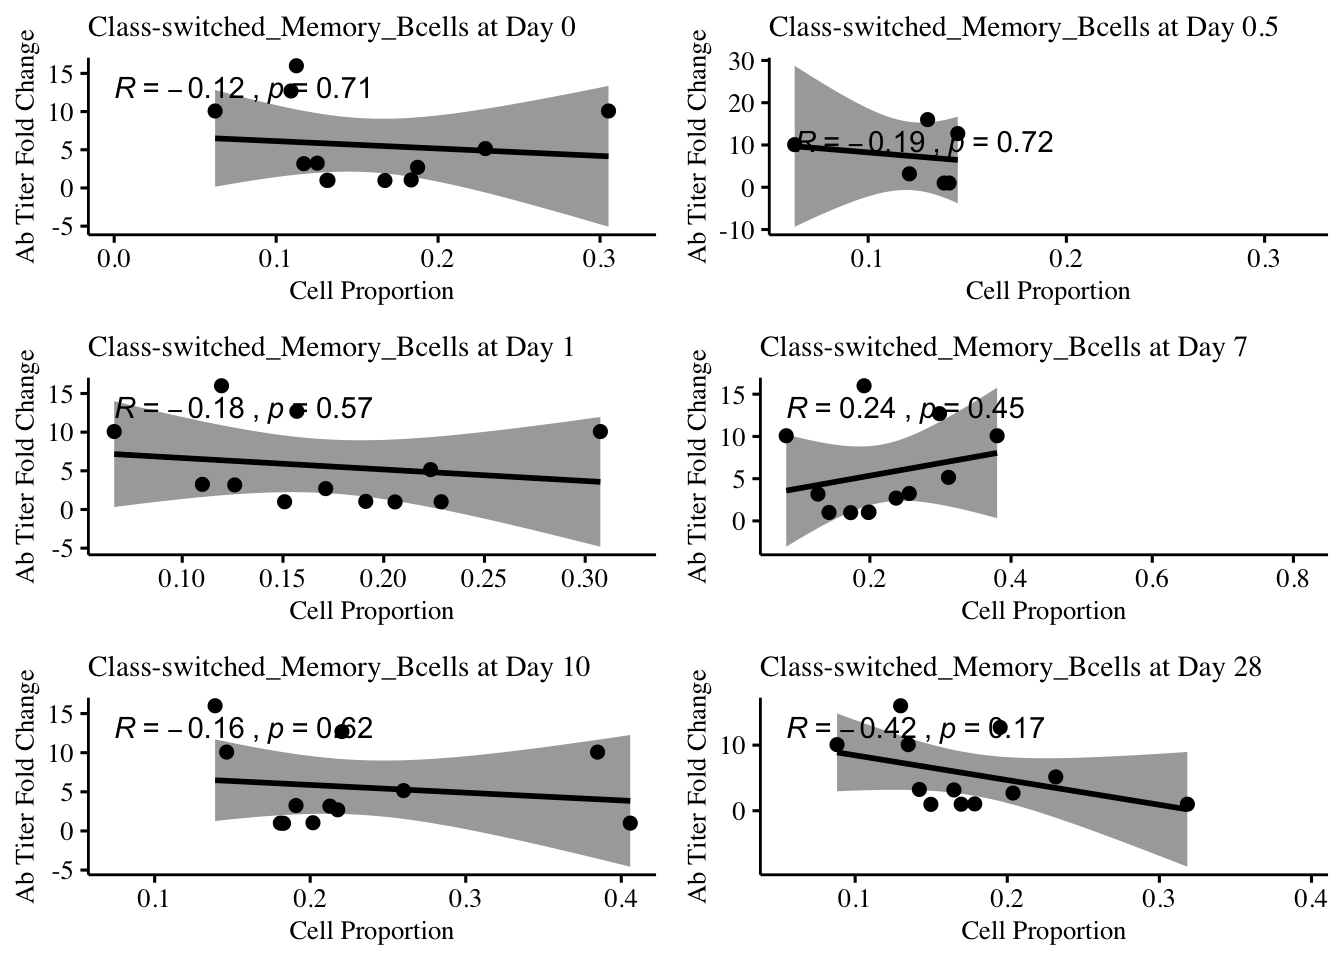 Class-switched_Memory_Bcells at Day 0
R = −0.12 , p = 0.71
Ab Titer Fold Change
15
10
5
0
-5
0.0 0.1 0.2 0.3
Cell Proportion
Class-switched_Memory_Bcells at Day 0.5
R = −0.19 , p = 0.72
Ab Titer Fold Change
30
20
10
0
-10
0.1 0.2 0.3
Cell Proportion
Class-switched_Memory_Bcells at Day 1
R = −0.18 , p = 0.57
Ab Titer Fold Change
15
10
5
0
-5
0.10 0.15 0.20 0.25 0.30
Cell Proportion
Class-switched_Memory_Bcells at Day 7
R = 0.24 , p = 0.45
Ab Titer Fold Change
15
10
5
0
0.2 0.4 0.6 0.8
Cell Proportion
Class-switched_Memory_Bcells at Day 10
R = −0.16 , p = 0.62
Ab Titer Fold Change
15
10
5
0
-5
0.1 0.2 0.3 0.4
Cell Proportion
Class-switched_Memory_Bcells at Day 28
R = −0.42 , p = 0.17
Ab Titer Fold Change
10
0
0.1 0.2 0.3 0.4
Cell Proportion